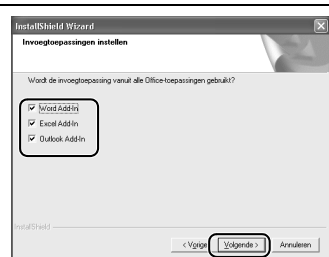 InstallShield Wizard
Invoegtoepassingen instellen
Wordt de invoegtoepassing vanuit alle Office-toepassingen gebruikt?
Word Add-In
Excel Add-In
Outlook Add-In
InstallShield
< Vorige Volgende > Annuleren